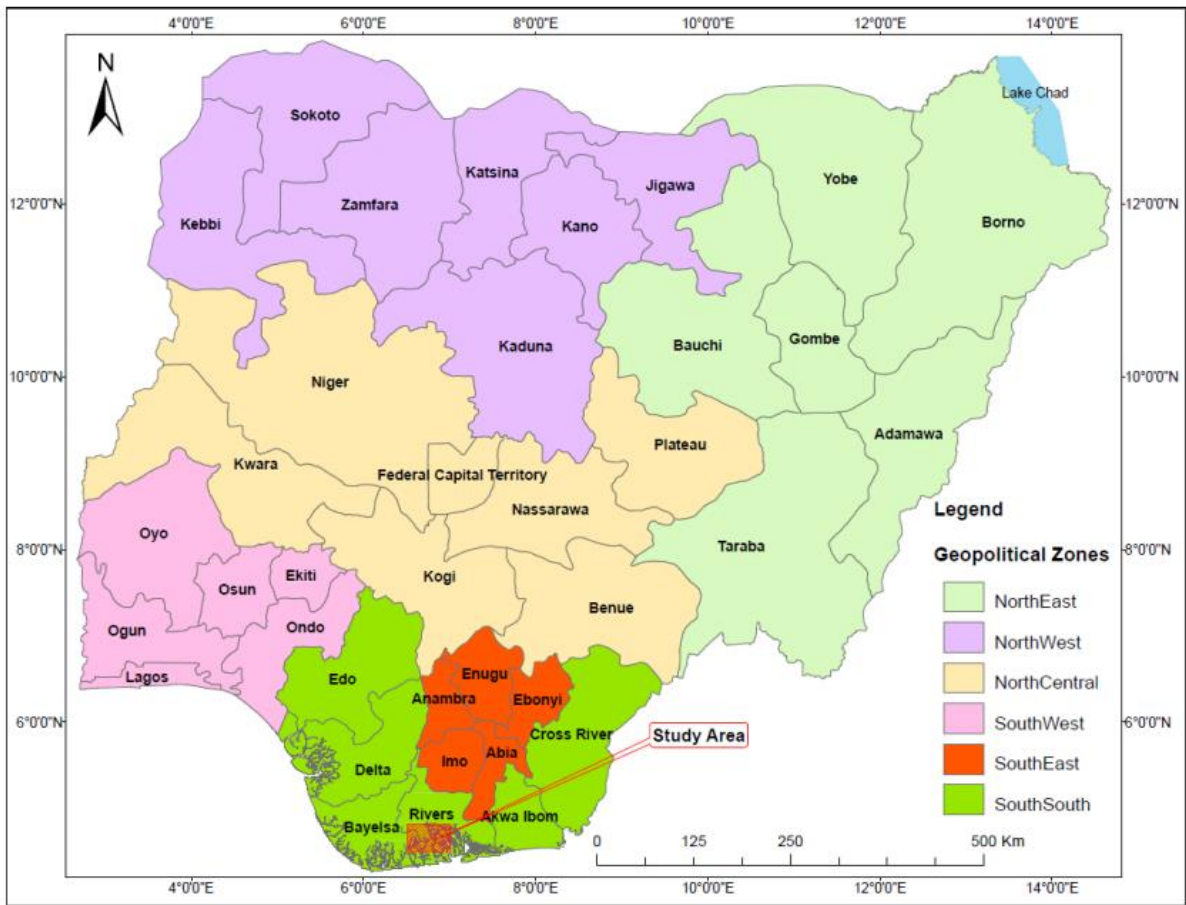 4°0'0"E 6°0'0"E 8°0'0"E 10°0'0"E 12°0'0"E 14°0'0"E
N
Lake Chad
Sokoto
Katsina
Jigawa
Yobe
Zamfara
12°0'0"N
Kebbi
Kano
Borno
12°0'0"N
Kaduna
Bauchi
Gombe
10°0'0"N
Niger
10°0'0"N
Plateau
Adamawa
Kwara
Federal Capital Territory
Nassarawa
Legend
Oyo
Taraba
8°0'0"N
8°0'0"N
Geopolitical Zones
Osun
Ekiti
Kogi
Benue
NorthEast
Ogun
Ondo
NorthWest
Lagos
Edo
Enugu
Anambra
Ebonyi
NorthCentral
6°0'0"N
6°0'0"N
Cross River
Study Area
SouthWest
Delta
Imo
Abia
SouthEast
Bayelsa
Rivers
Akwa Ibom
SouthSouth
0 125 250 500 Km
4°0'0"E 6°0'0"E 8°0'0"E 10°0'0"E 12°0'0"E 14°0'0"E